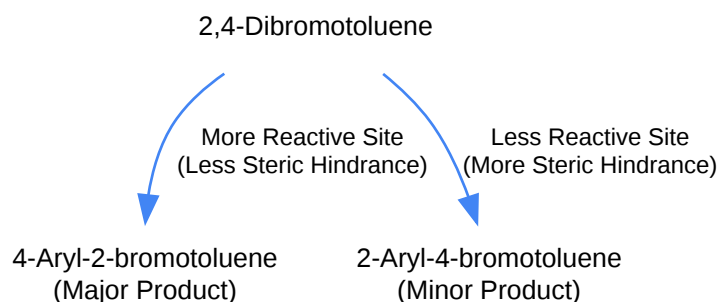 2,4-Dibromotoluene
More Reactive Site
(Less Steric Hindrance)
Less Reactive Site
(More Steric Hindrance)
4-Aryl-2-bromotoluene
(Major Product)
2-Aryl-4-bromotoluene
(Minor Product)